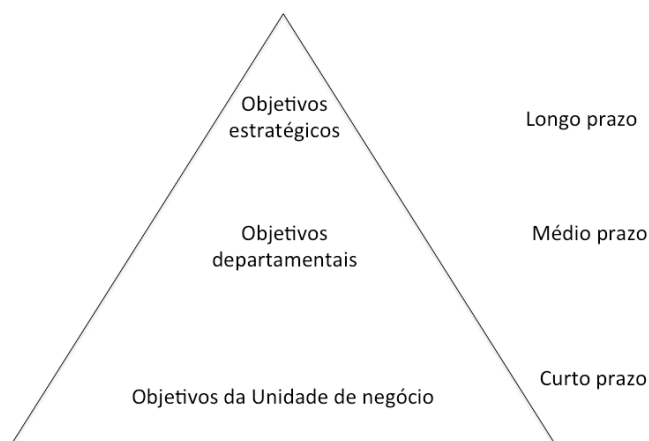 Objetivos
estratégicos
Longo prazo
Objetivos
departamentais
Médio prazo
Objetivos da Unidade de negócio
Curto prazo